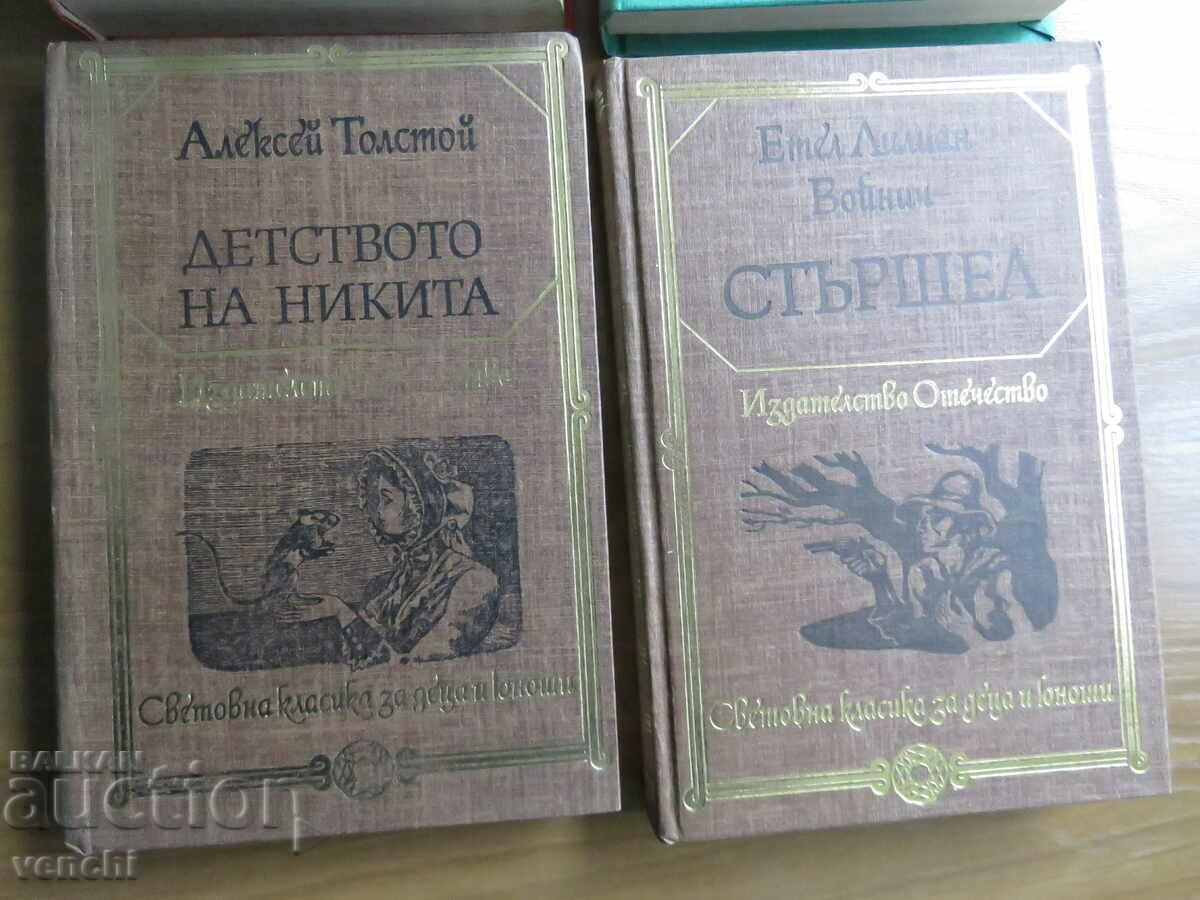 Алексей Толстой
ДЕТСТВОТО
НА НИКИТА
Световна класика за деца и юноши
Етел Лилиан
Войнич
СТЪРШЕЛ
Издателство Отечество
Световна класика за деца и юноши
BALKAN
auction
venchi